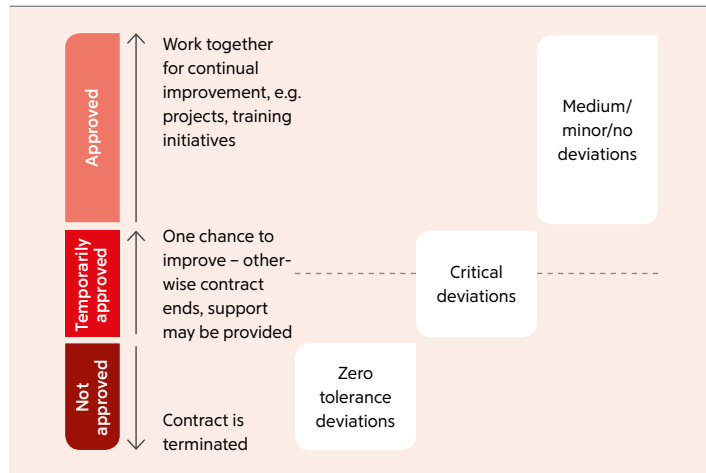 Approved
Work together
for continual
improvement, e.g.
projects, training
initiatives
Medium/
minor/no
deviations
Temporarily
approved
One chance to
improve – other-
wise contract
ends, support
may be provided
Critical
deviations
Not
approved
Contract is
terminated
Zero
tolerance
deviations